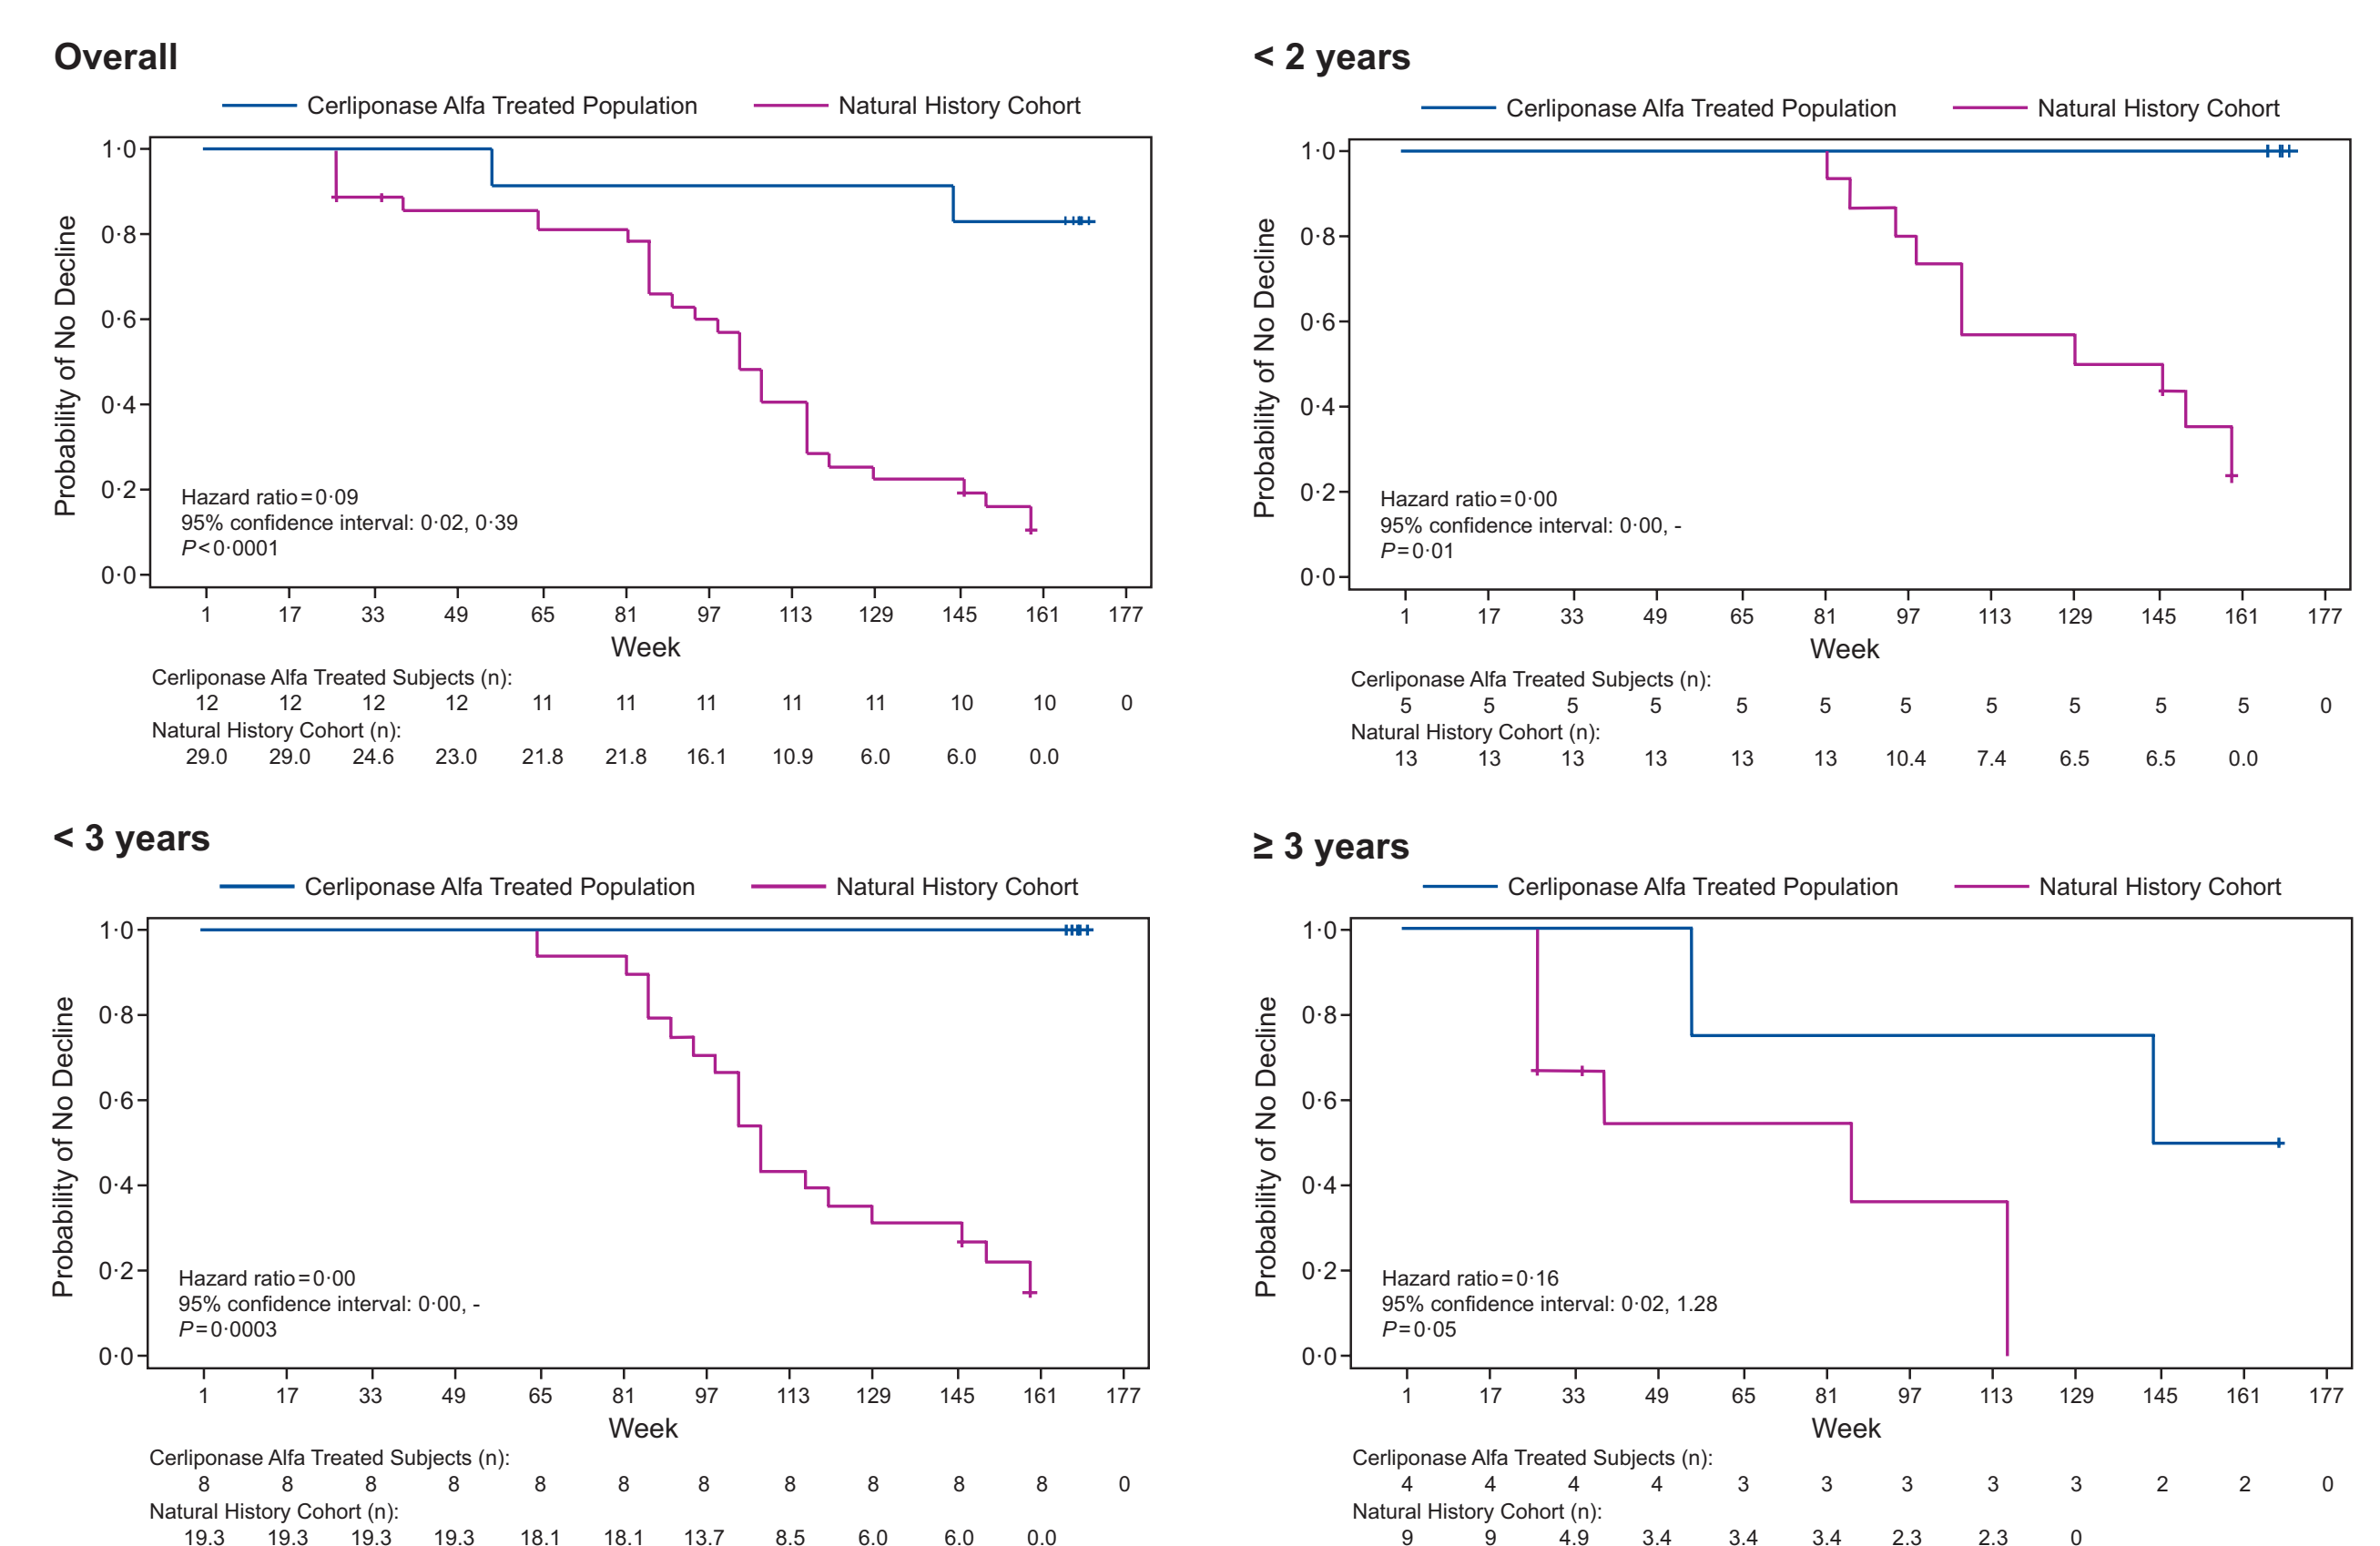 Overall
Cerliponase Alfa Treated Population
Natural History Cohort
Probability of No Decline
1·0
0·8
0·6
0·4
0·2
0·0
Hazard ratio=0·09
95% confidence interval: 0·02, 0·39
P<0·0001
1 17 33 49 65 81 97 113 129 145 161 177
Week
Cerliponase Alfa Treated Subjects (n):
12 12 12 12 11 11 11 11 11 10 10 0
Natural History Cohort (n):
29.0 29.0 24.6 23.0 21.8 21.8 16.1 10.9 6.0 6.0 0.0
< 2 years
Cerliponase Alfa Treated Population
Natural History Cohort
Probability of No Decline
1·0
0·8
0·6
0·4
0·2
0·0
Hazard ratio=0·00
95% confidence interval: 0·00, -
P=0·01
1 17 33 49 65 81 97 113 129 145 161 177
Week
Cerliponase Alfa Treated Subjects (n):
5 5 5 5 5 5 5 5 5 5 5 0
Natural History Cohort (n):
13 13 13 13 13 13 10.4 7.4 6.5 6.5 0.0
< 3 years
Cerliponase Alfa Treated Population
Natural History Cohort
Probability of No Decline
1·0
0·8
0·6
0·4
0·2
0·0
Hazard ratio=0·00
95% confidence interval: 0·00, -
P=0·0003
1 17 33 49 65 81 97 113 129 145 161 177
Week
Cerliponase Alfa Treated Subjects (n):
8 8 8 8 8 8 8 8 8 8 8 0
Natural History Cohort (n):
19.3 19.3 19.3 19.3 18.1 18.1 13.7 8.5 6.0 6.0 0.0
≥ 3 years
Cerliponase Alfa Treated Population
Natural History Cohort
Probability of No Decline
1·0
0·8
0·6
0·4
0·2
0·0
Hazard ratio=0·16
95% confidence interval: 0·02, 1.28
P=0·05
1 17 33 49 65 81 97 113 129 145 161 177
Week
Cerliponase Alfa Treated Subjects (n):
4 4 4 4 3 3 3 3 3 2 2 0
Natural History Cohort (n):
9 9 4.9 3.4 3.4 3.4 2.3 2.3 0